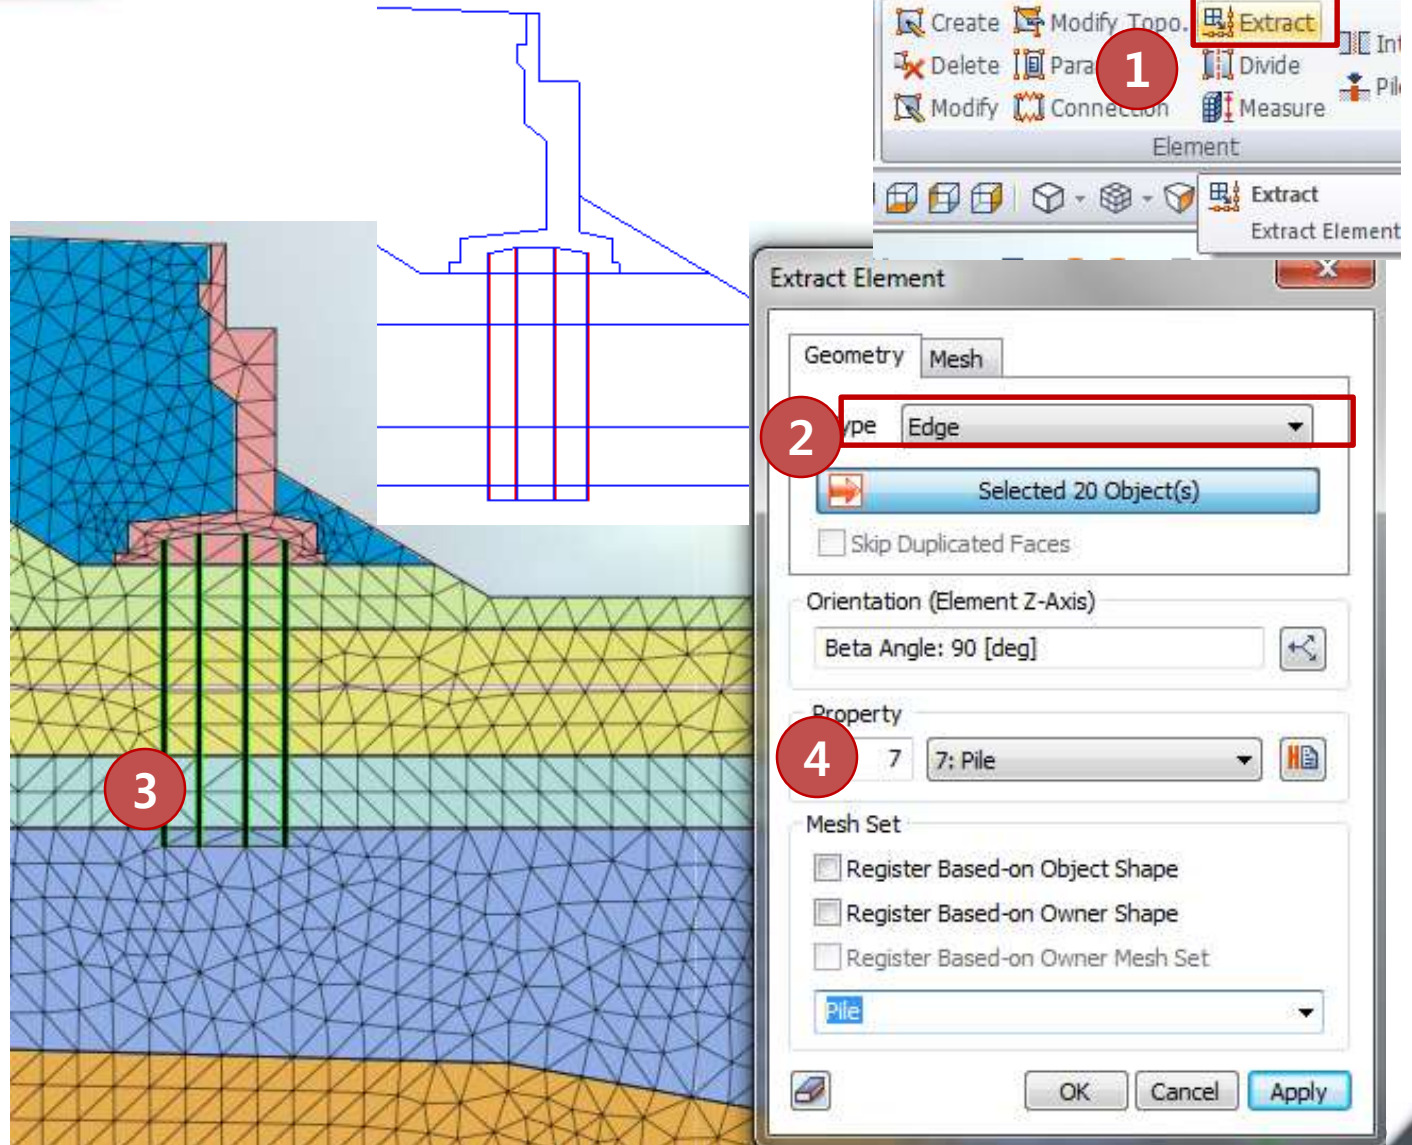 Create Modify Topo. Extract
Delete Para Divide Int
1
Modify Connection Measure Pile
Element
Extract
Extract Element
Extract Element
Geometry Mesh
2
ype Edge
Selected 20 Object(s)
Skip Duplicated Faces
Orientation (Element Z-Axis)
Beta Angle: 90 [deg]
Property
4
7 7: Pile
3
Mesh Set
Register Based-on Object Shape
Register Based-on Owner Shape
Register Based-on Owner Mesh Set
Pile
OK Cancel Apply